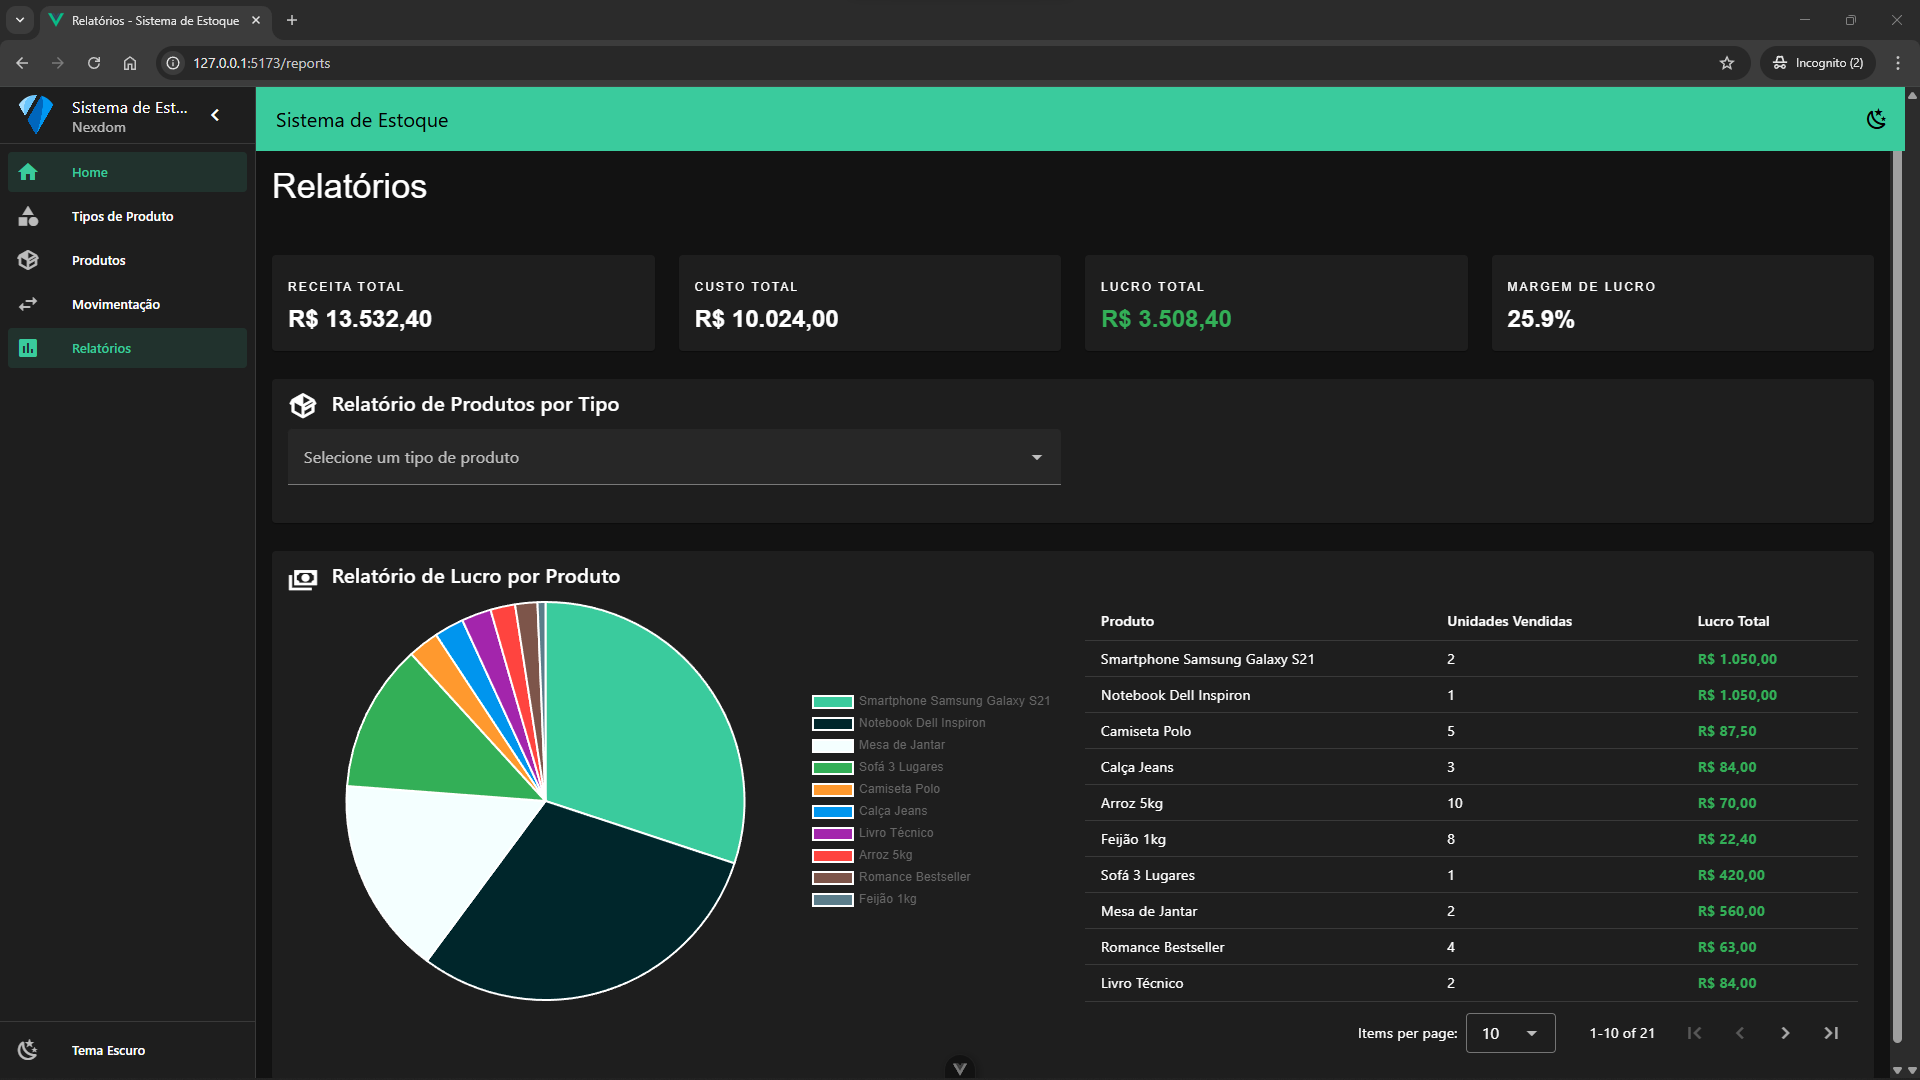 Relatórios - Sistema de Estoque
127.0.0.1:5173/reports
Incognito (2)
Sistema de Est...
Nexdom
Home
Tipos de Produto
Produtos
Movimentação
Relatórios
Tema Escuro
Sistema de Estoque
Relatórios
RECEITA TOTAL
R$ 13.532,40
CUSTO TOTAL
R$ 10.024,00
LUCRO TOTAL
R$ 3.508,40
MARGEM DE LUCRO
25.9%
Relatório de Produtos por Tipo
Selecione um tipo de produto
Relatório de Lucro por Produto
Smartphone Samsung Galaxy S21
Notebook Dell Inspiron
Mesa de Jantar
Sofá 3 Lugares
Camiseta Polo
Calça Jeans
Livro Técnico
Arroz 5kg
Romance Bestseller
Feijão 1kg
Produto Unidades Vendidas Lucro Total
Smartphone Samsung Galaxy S21 2 R$ 1.050,00
Notebook Dell Inspiron 1 R$ 1.050,00
Camiseta Polo 5 R$ 87,50
Calça Jeans 3 R$ 84,00
Arroz 5kg 10 R$ 70,00
Feijão 1kg 8 R$ 22,40
Sofá 3 Lugares 1 R$ 420,00
Mesa de Jantar 2 R$ 560,00
Romance Bestseller 4 R$ 63,00
Livro Técnico 2 R$ 84,00
Items per page: 10 1-10 of 21